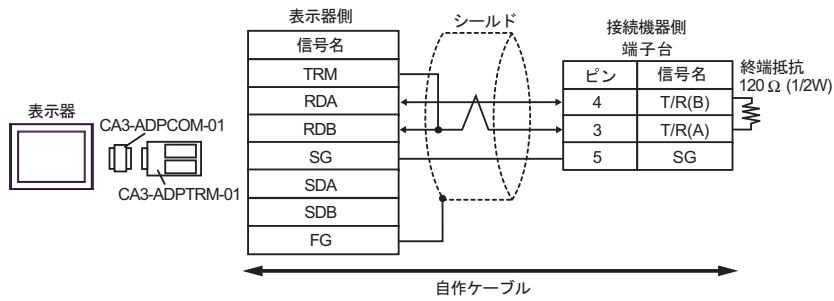 表示器側
シールド
接続機器側
端子台
終端抵抗
120Ω (1/2W)
信号名
TRM
RDA
RDB
SG
SDA
SDB
FG
ピン 信号名
4 T/R(B)
3 T/R(A)
5 SG
表示器
CA3-ADPCOM-01
CA3-ADPTRM-01
自作ケーブル